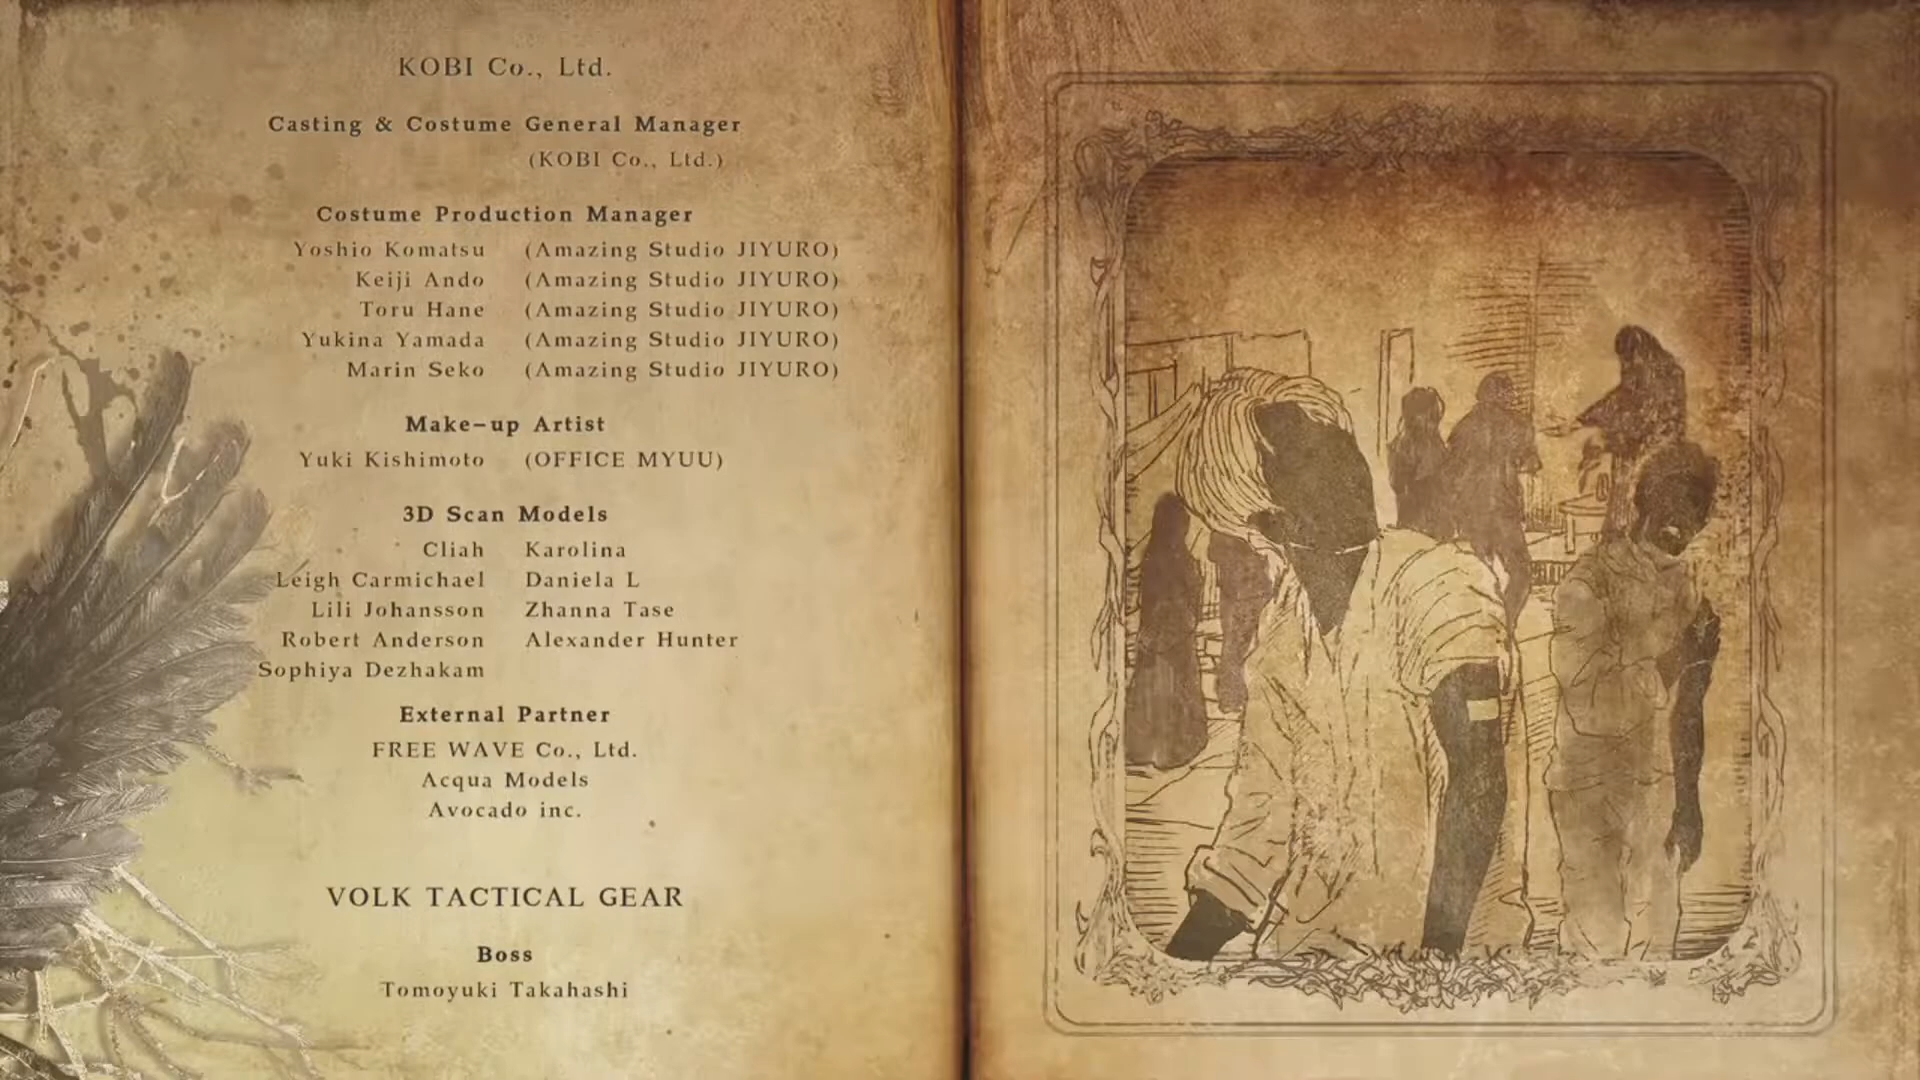 KOBI Co., Ltd.
Casting & Costume General Manager
(KOBI Co., Ltd.)
Costume Production Manager
Yoshio Komatsu (Amazing Studio JIYURO)
Keiji Ando (Amazing Studio JIYURO)
Toru Hane (Amazing Studio JIYURO)
Yukina Yamada (Amazing Studio JIYURO)
Marin Seko (Amazing Studio JIYURO)
Make-up Artist
Yuki Kishimoto (OFFICE MYUU)
3D Scan Models
Cliah Karolina
Leigh Carmichael Daniela L
Lili Johansson Zhanna Tase
Robert Anderson Alexander Hunter
Sophiya Dezhakam
External Partner
FREE WAVE Co., Ltd.
Acqua Models
Avocado inc.
VOLK TACTICAL GEAR
Boss
Tomoyuki Takahashi